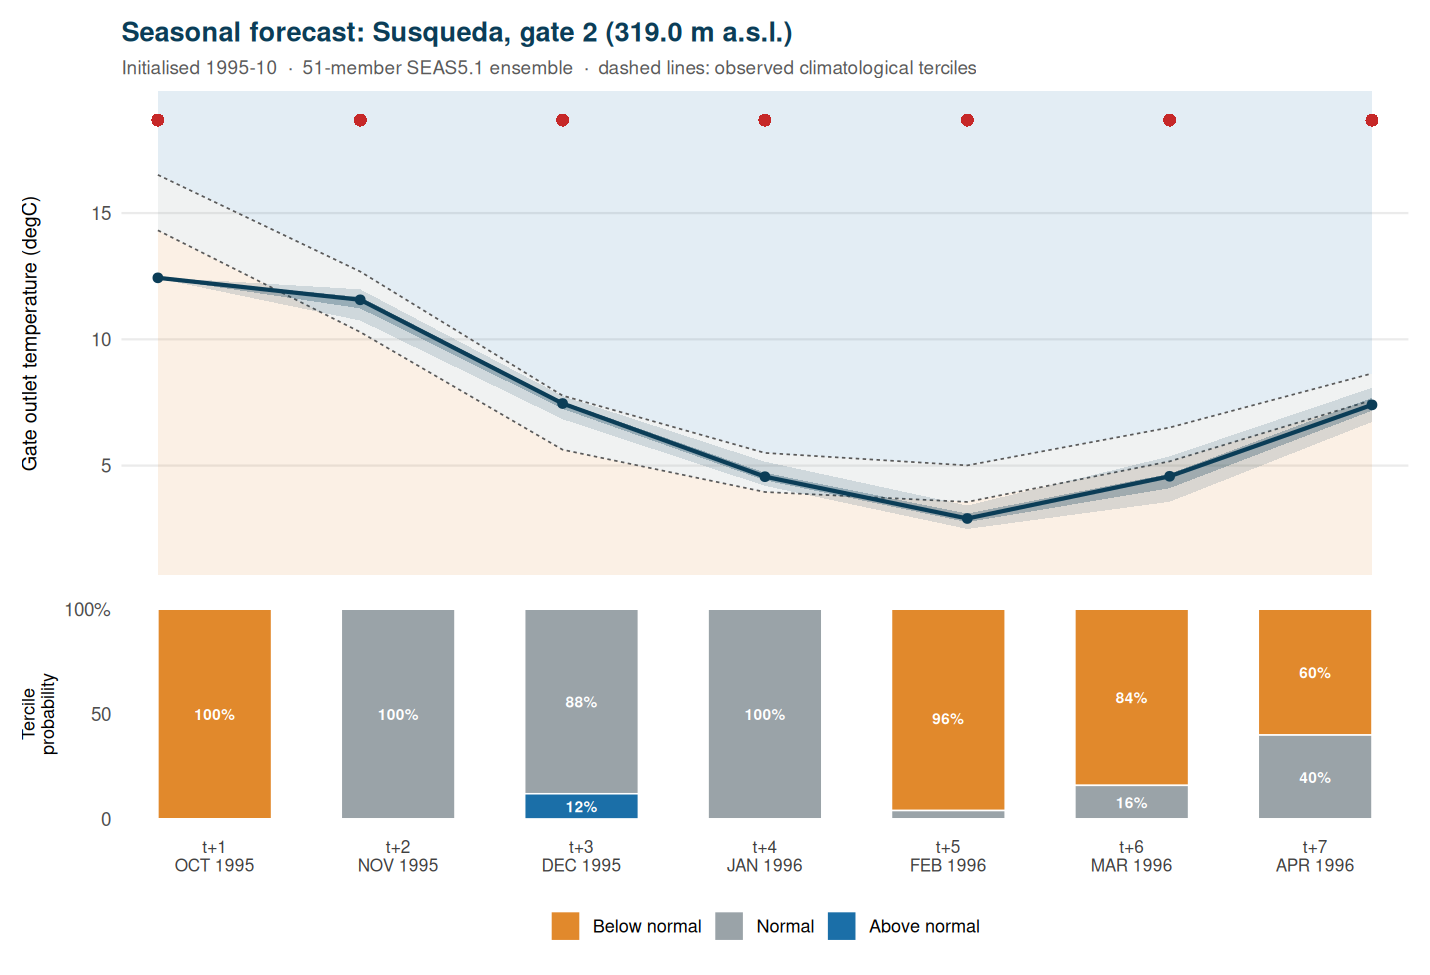 Seasonal forecast: Susqueda, gate 2 (319.0 m a.s.l.)
Initialised 1995-10 · 51-member SEAS5.1 ensemble · dashed lines: observed climatological terciles
Gate outlet temperature (degC)
15
10
5
Tercile
probability
100%
50
0
100%
100%
88%
12%
100%
96%
84%
16%
60%
40%
t+1
OCT 1995
t+2
NOV 1995
t+3
DEC 1995
t+4
JAN 1996
t+5
FEB 1996
t+6
MAR 1996
t+7
APR 1996
Below normal
Normal
Above normal